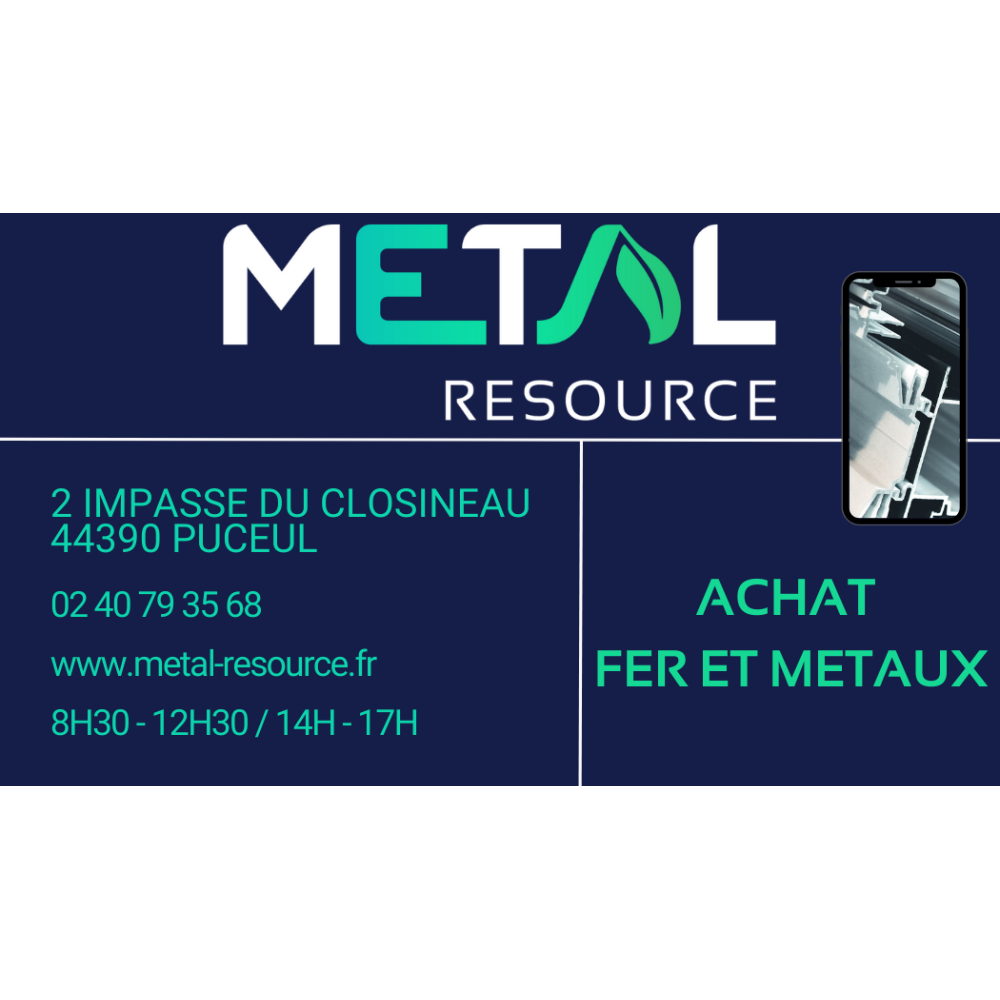 METAL
RESOURCE
2 IMPASSE DU CLOSINEAU
44390 PUCEUL
02 40 79 35 68
www.metal-resource.fr
8H30 - 12H30 / 14H - 17H
ACHAT
FER ET METAUX